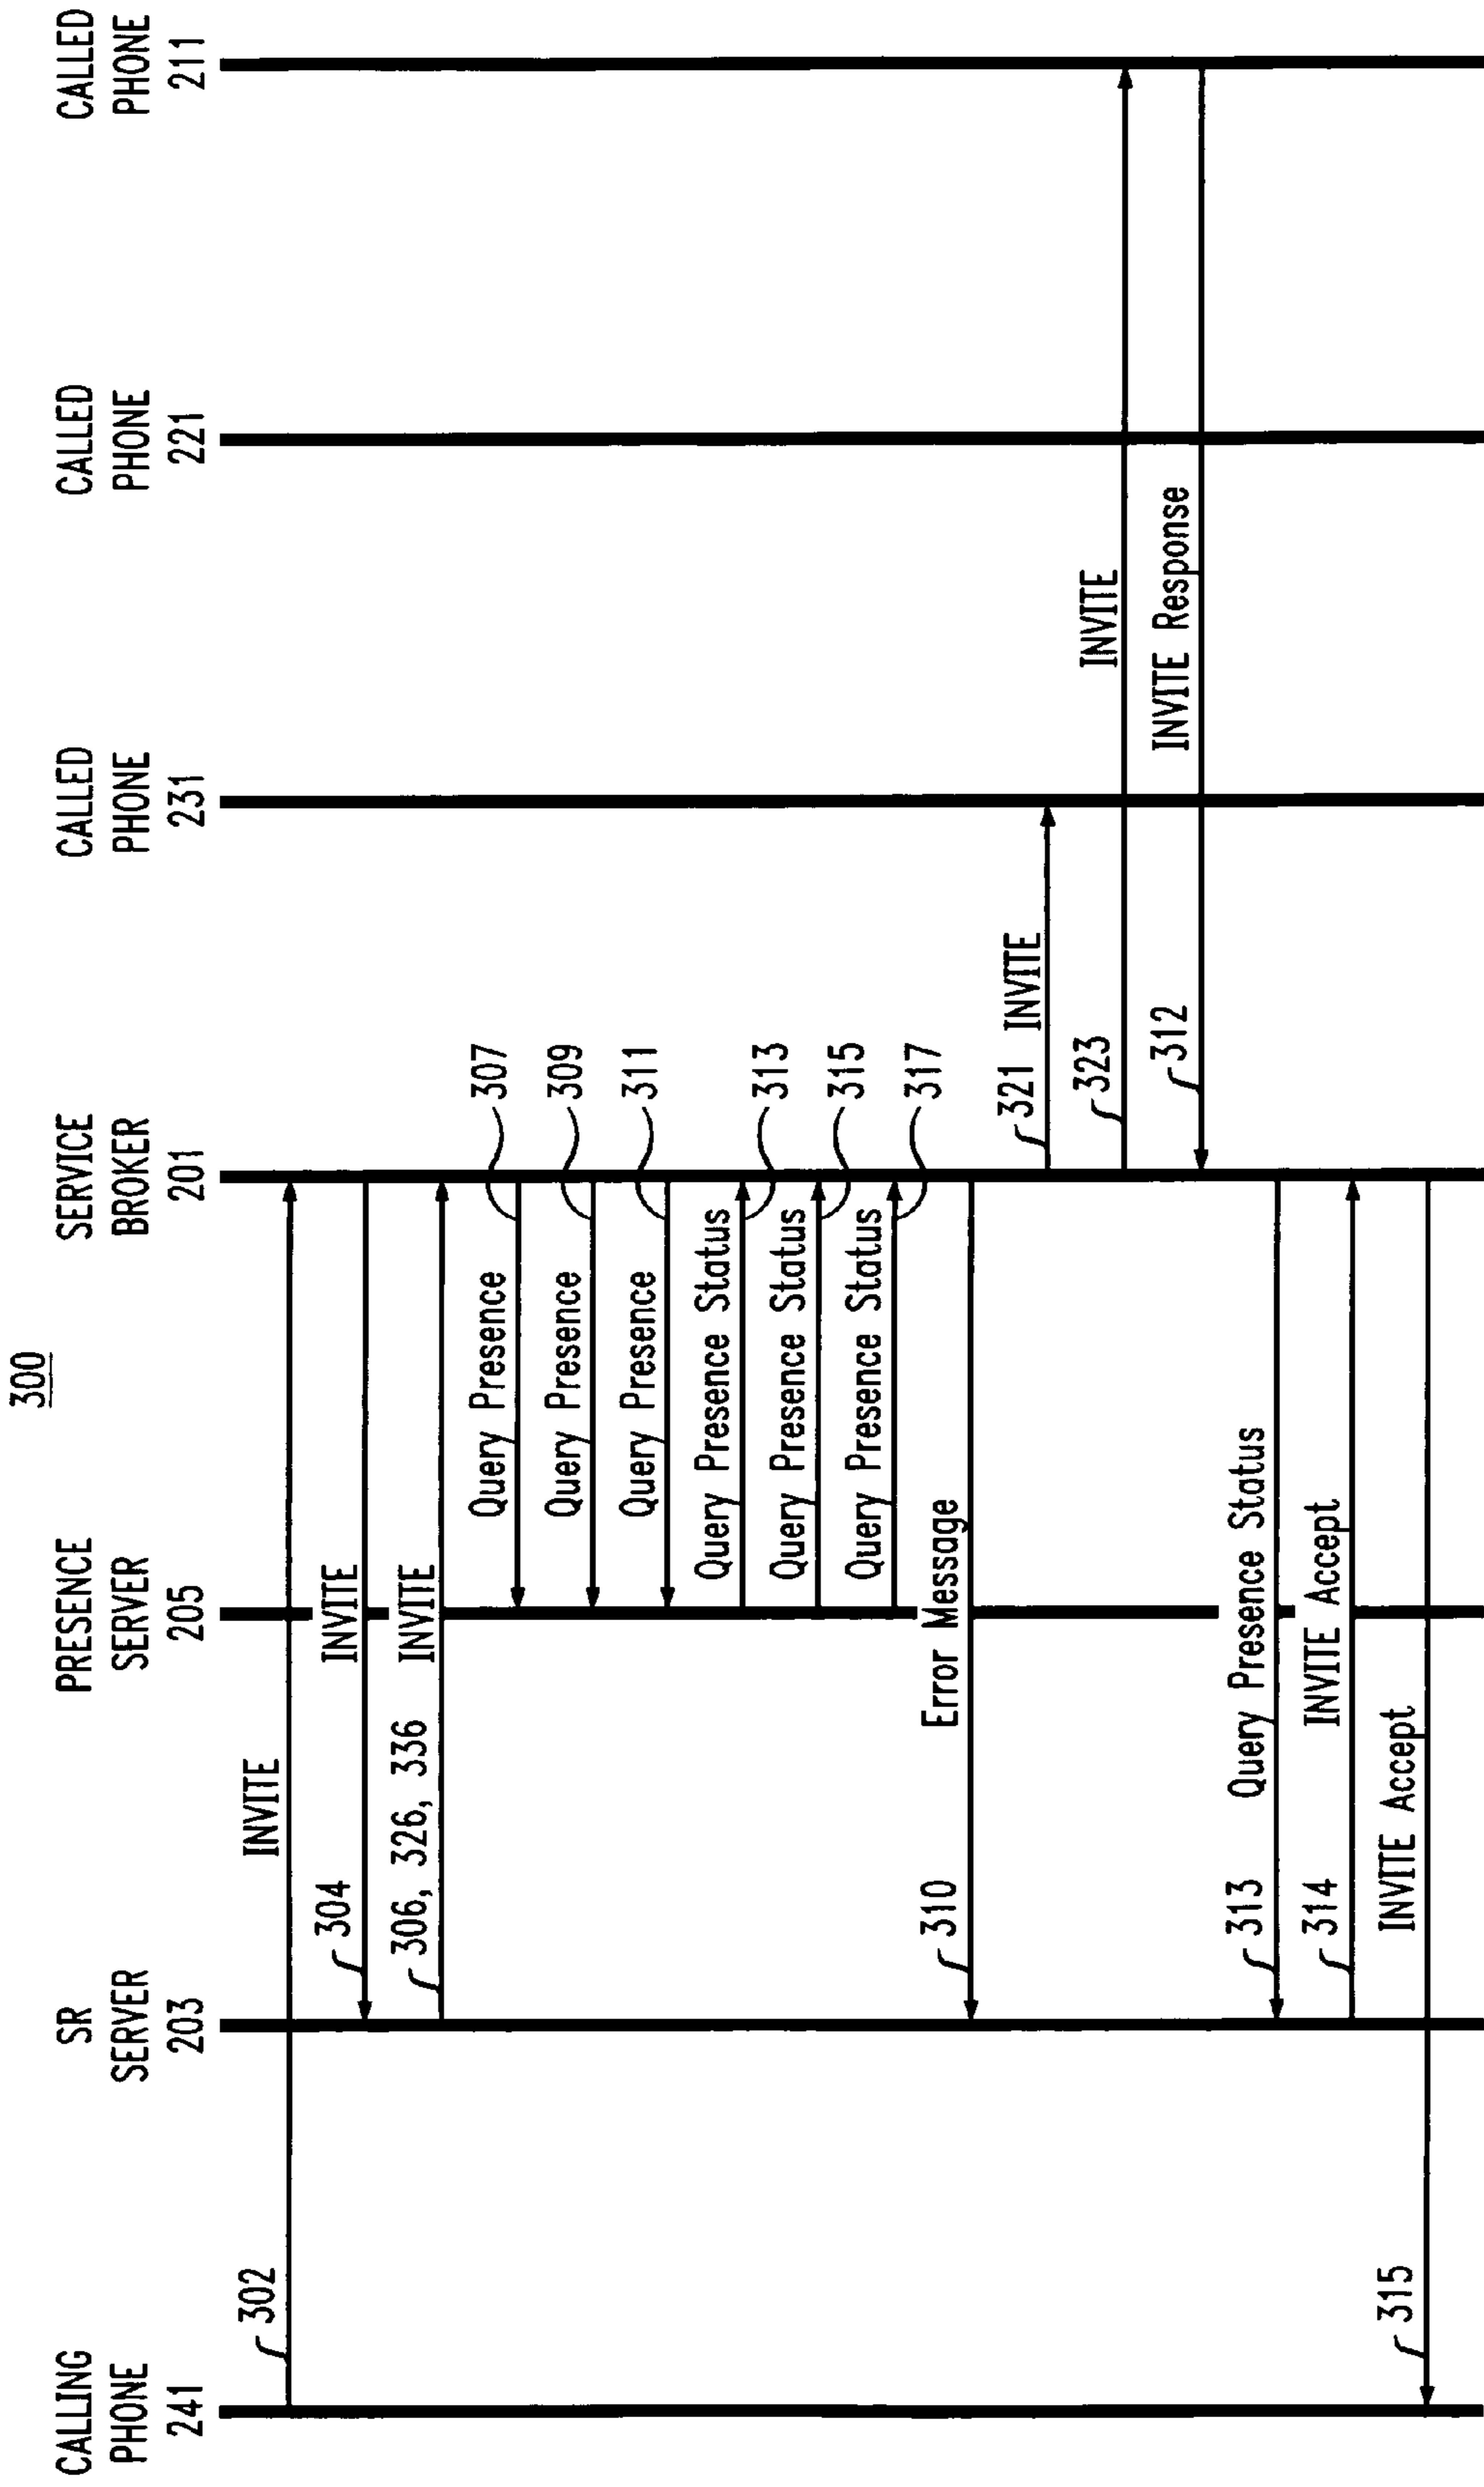 300
CALLING
PHONE
241
SR
SERVER
203
PRESENCE
SERVER
205
SERVICE
BROKER
201
CALLED
PHONE
231
CALLED
PHONE
221
CALLED
PHONE
211
302
INVITE
304
INVITE
306, 326, 336
INVITE
Query Presence
307
Query Presence
309
Query Presence
311
Query Presence Status
313
Query Presence Status
315
Query Presence Status
317
310
Error Message
321
INVITE
323
INVITE
312
INVITE Response
313
Query Presence Status
314
INVITE Accept
315
INVITE Accept